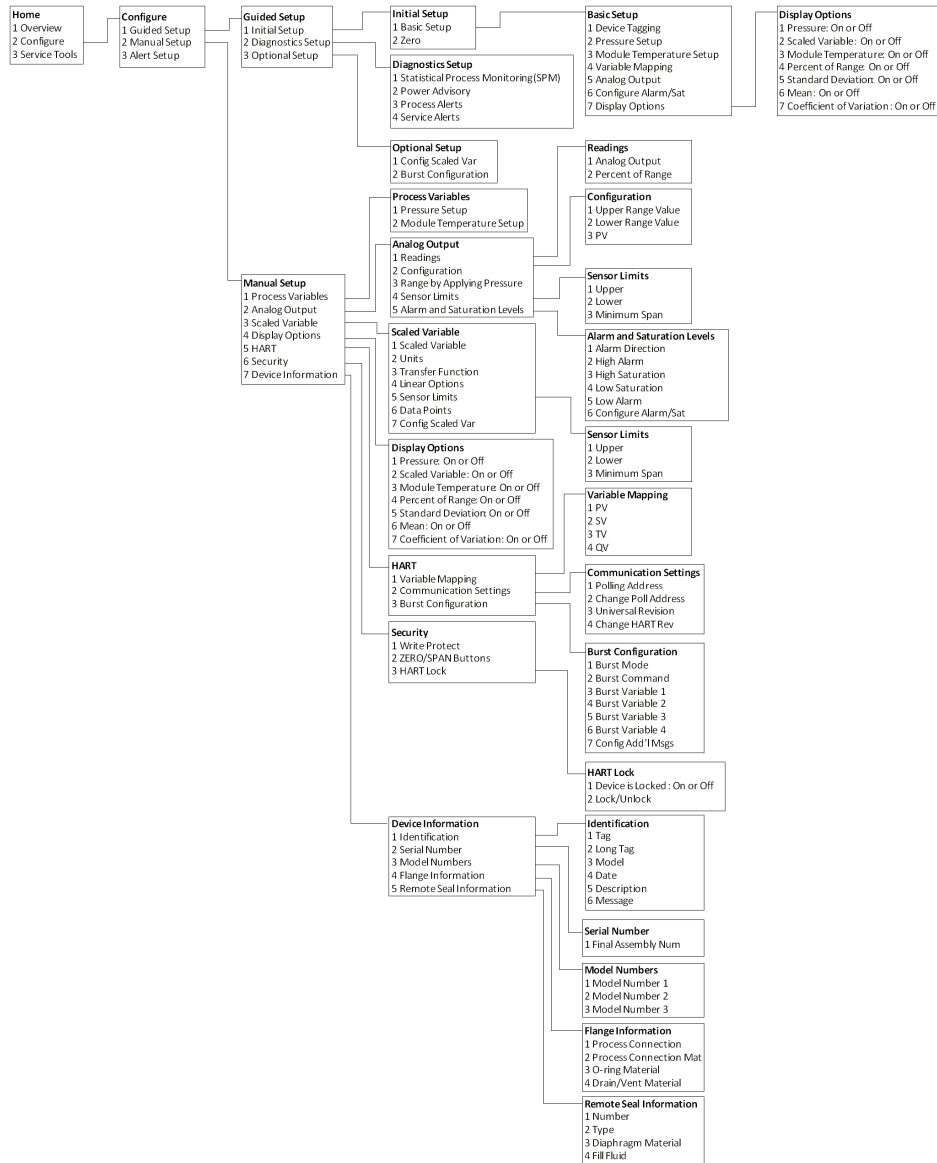 Home
1 Overview
2 Configure
3 Service Tools
Configure
1 Guided Setup
2 Manual Setup
3 Alert Setup
Guided Setup
1 Initial Setup
2 Diagnostics Setup
3 Optional Setup
Initial Setup
1 Basic Setup
2 Zero
Basic Setup
1 Device Tagging
2 Pressure Setup
3 Module Temperature Setup
4 Variable Mapping
5 Analog Output
6 Configure Alarm/Sat
7 Display Options
Display Options
1 Pressure: On or Off
2 Scaled Variable: On or Off
3 Module Temperature: On or Off
4 Percent of Range: On or Off
5 Standard Deviation: On or Off
6 Mean: On or Off
7 Coefficient of Variation: On or Off
Diagnostics Setup
1 Statistical Process Monitoring(SPM)
2 Power Advisory
3 Process Alerts
4 Service Alerts
Optional Setup
1 Config Scaled Var
2 Burst Configuration
Readings
1 Analog Output
2 Percent of Range
Process Variables
1 Pressure Setup
2 Module Temperature Setup
Configuration
1 Upper Range Value
2 Lower Range Value
3 PV
Analog Output
1 Readings
2 Configuration
3 Range by Applying Pressure
4 Sensor Limits
5 Alarm and Saturation Levels
Manual Setup
1 Process Variables
2 Analog Output
3 Scaled Variable
4 Display Options
5 HART
6 Security
7 Device Information
Sensor Limits
1 Upper
2 Lower
3 Minimum Span
Scaled Variable
1 Scaled Variable
2 Units
3 Transfer Function
4 Linear Options
5 Sensor Limits
6 Data Points
7 Config Scaled Var
Alarm and Saturation Levels
1 Alarm Direction
2 High Alarm
3 High Saturation
4 Low Saturation
5 Low Alarm
6 Configure Alarm/Sat
Sensor Limits
1 Upper
2 Lower
3 Minimum Span
Display Options
1 Pressure: On or Off
2 Scaled Variable: On or Off
3 Module Temperature: On or Off
4 Percent of Range: On or Off
5 Standard Deviation: On or Off
6 Mean: On or Off
7 Coefficient of Variation: On or Off
Variable Mapping
1 PV
2 SV
3 TV
4 QV
HART
1 Variable Mapping
2 Communication Settings
3 Burst Configuration
Communication Settings
1 Polling Address
2 Change Poll Address
3 Universal Revision
4 Change HART Rev
Security
1 Write Protect
2 ZERO/SPAN Buttons
3 HART Lock
Burst Configuration
1 Burst Mode
2 Burst Command
3 Burst Variable 1
4 Burst Variable 2
5 Burst Variable 3
6 Burst Variable 4
7 Config Add'l Msgs
HART Lock
1 Device is Locked: On or Off
2 Lock/Unlock
Device Information
1 Identification
2 Serial Number
3 Model Numbers
4 Flange Information
5 Remote Seal Information
Identification
1 Tag
2 Long Tag
3 Model
4 Date
5 Description
6 Message
Serial Number
1 Final Assembly Num
Model Numbers
1 Model Number 1
2 Model Number 2
3 Model Number 3
Flange Information
1 Process Connection
2 Process Connection Mat
3 O-ring Material
4 Drain/Vent Material
Remote Seal Information
1 Number
2 Type
3 Diaphragm Material
4 Fill Fluid